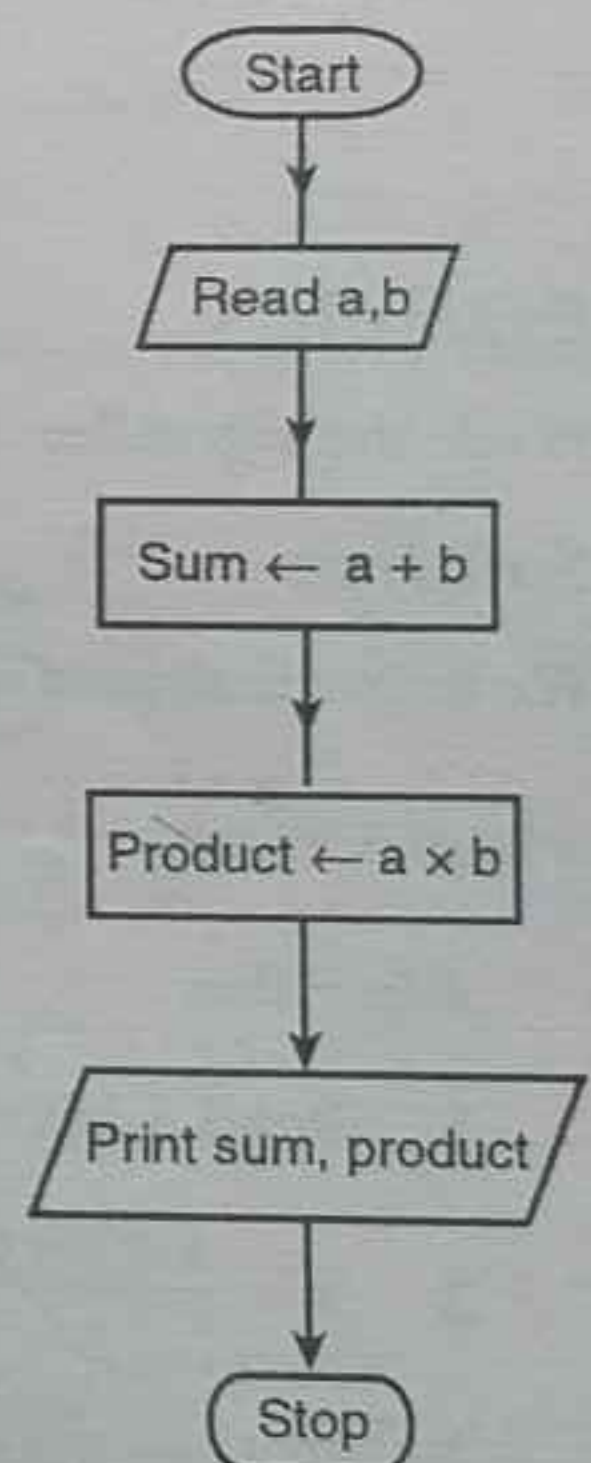 Start
Read a,b
Sum ← a + b
Product ← a × b
Print sum, product
Stop